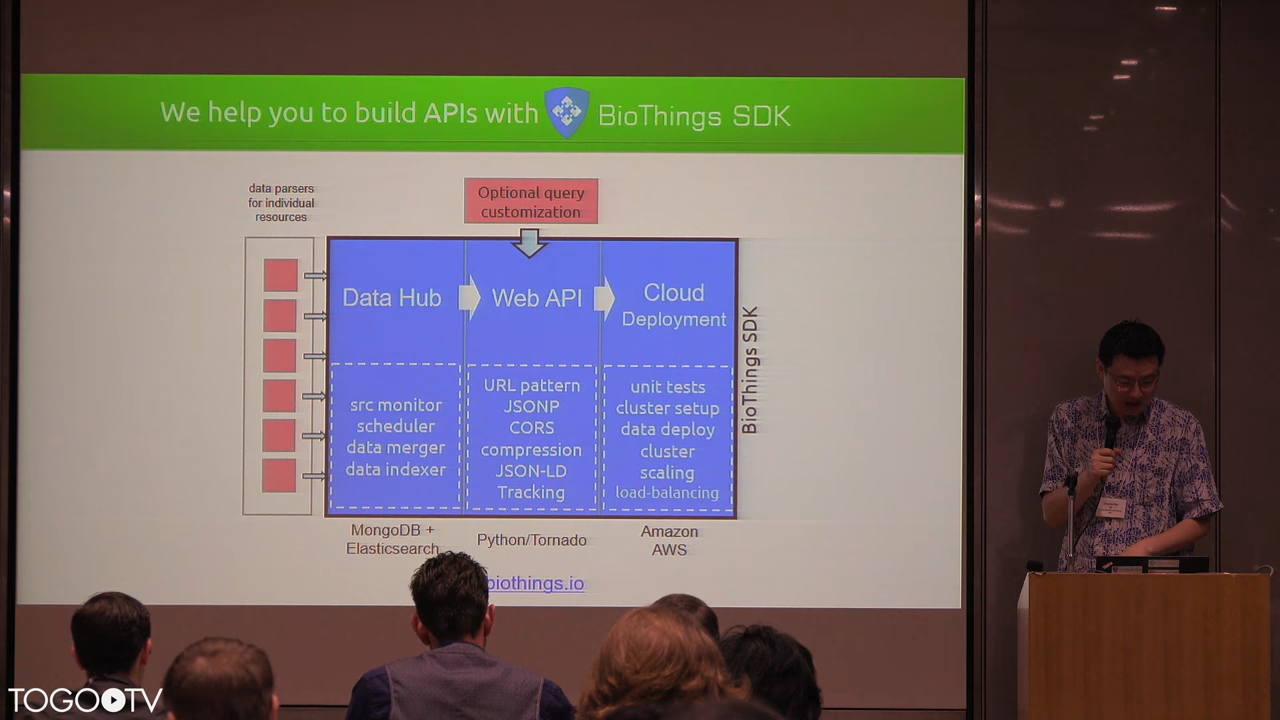 We help you to build APIs with BioThings SDK
data parsers
for individual
resources
Optional query
customization
Data Hub
Web API
Cloud
Deployment
src monitor
scheduler
data merger
data indexer
URL pattern
JSONP
CORS
compression
JSON-LD
Tracking
unit tests
cluster setup
data deploy
cluster
scaling
load-balancing
BioThings SDK
MongoDB +
Elasticsearch
Python/Tornado
Amazon
AWS
biothings.io
TOGO TV